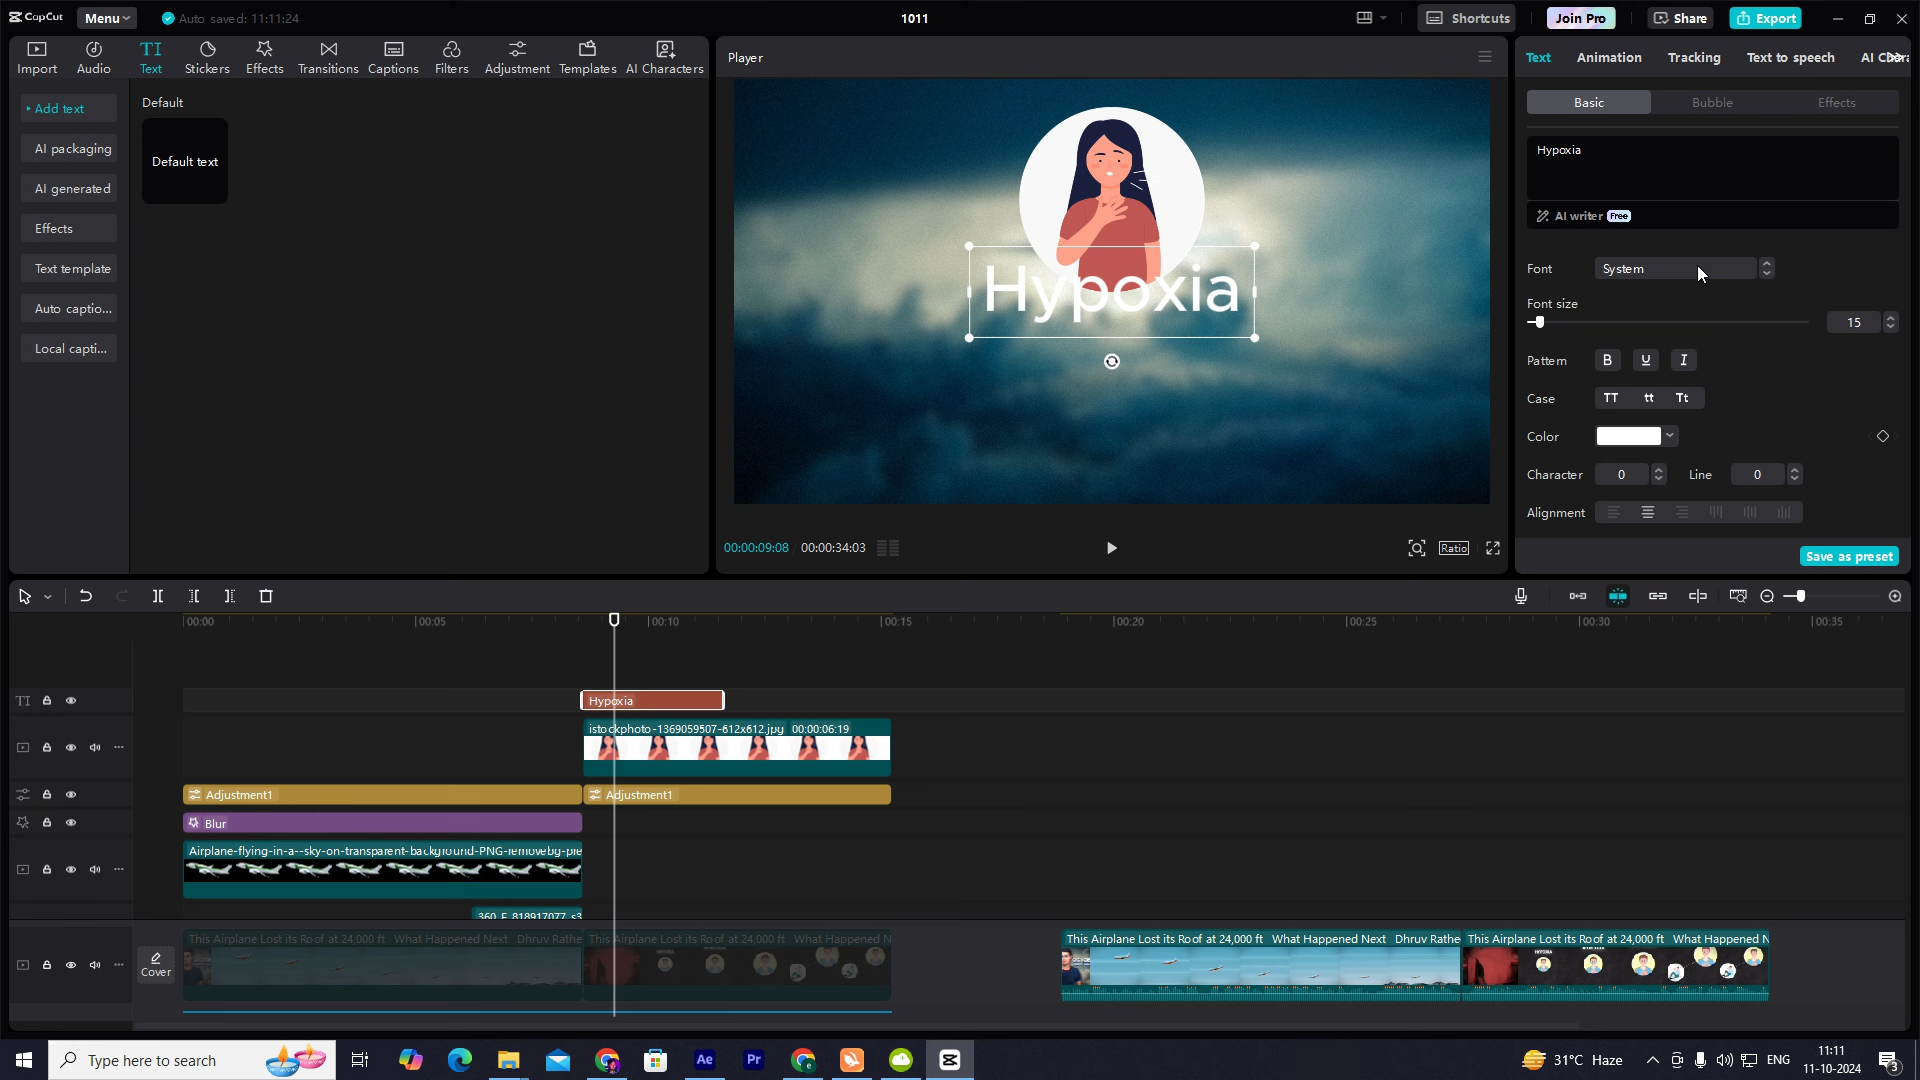 CapCut
Menu
Auto saved: 11:11:24
1011
Shortcuts
Join Pro
Share
Export
Import
Audio
TI
Text
Stickers
Effects
Transitions
Captions
Filters
Adjustment
Templates
AI Characters
Add text
AI packaging
AI generated
Effects
Text template
Auto captio...
Local capti...
Default
Default text
Player
Hypoxia
00:00:09:08
00:00:34:03
Ratio
Text
Animation
Tracking
Text to speech
Basic
Bubble
Effects
Hypoxia
AI writer Free
Font
System
Font size
15
Pattern
B U I
Case
TT tt Tt
Color
Character
0
Line
0
Alignment
Save as preset
00:00
00:05
00:10
00:15
00:20
00:25
00:30
00:35
TI
Hypoxia
istockphoto-1369059507-612x612.jpg 00:00:06:19
Adjustment1
Adjustment1
Blur
Airplane-flying-in-a--sky-on-transparent-background-PNG-removeby-pre
360_F_818917077_s3
Cover
This Airplane Lost its Roof at 24,000 ft What Happened Next Dhruv Rathe
This Airplane Lost its Roof at 24,000 ft What Happened N
This Airplane Lost its Roof at 24,000 ft What Happened Next Dhruv Rathe
This Airplane Lost its Roof at 24,000 ft What Happened N
Type here to search
Ae
Pr
31°C Haze
ENG
11:11
11-10-2024
3